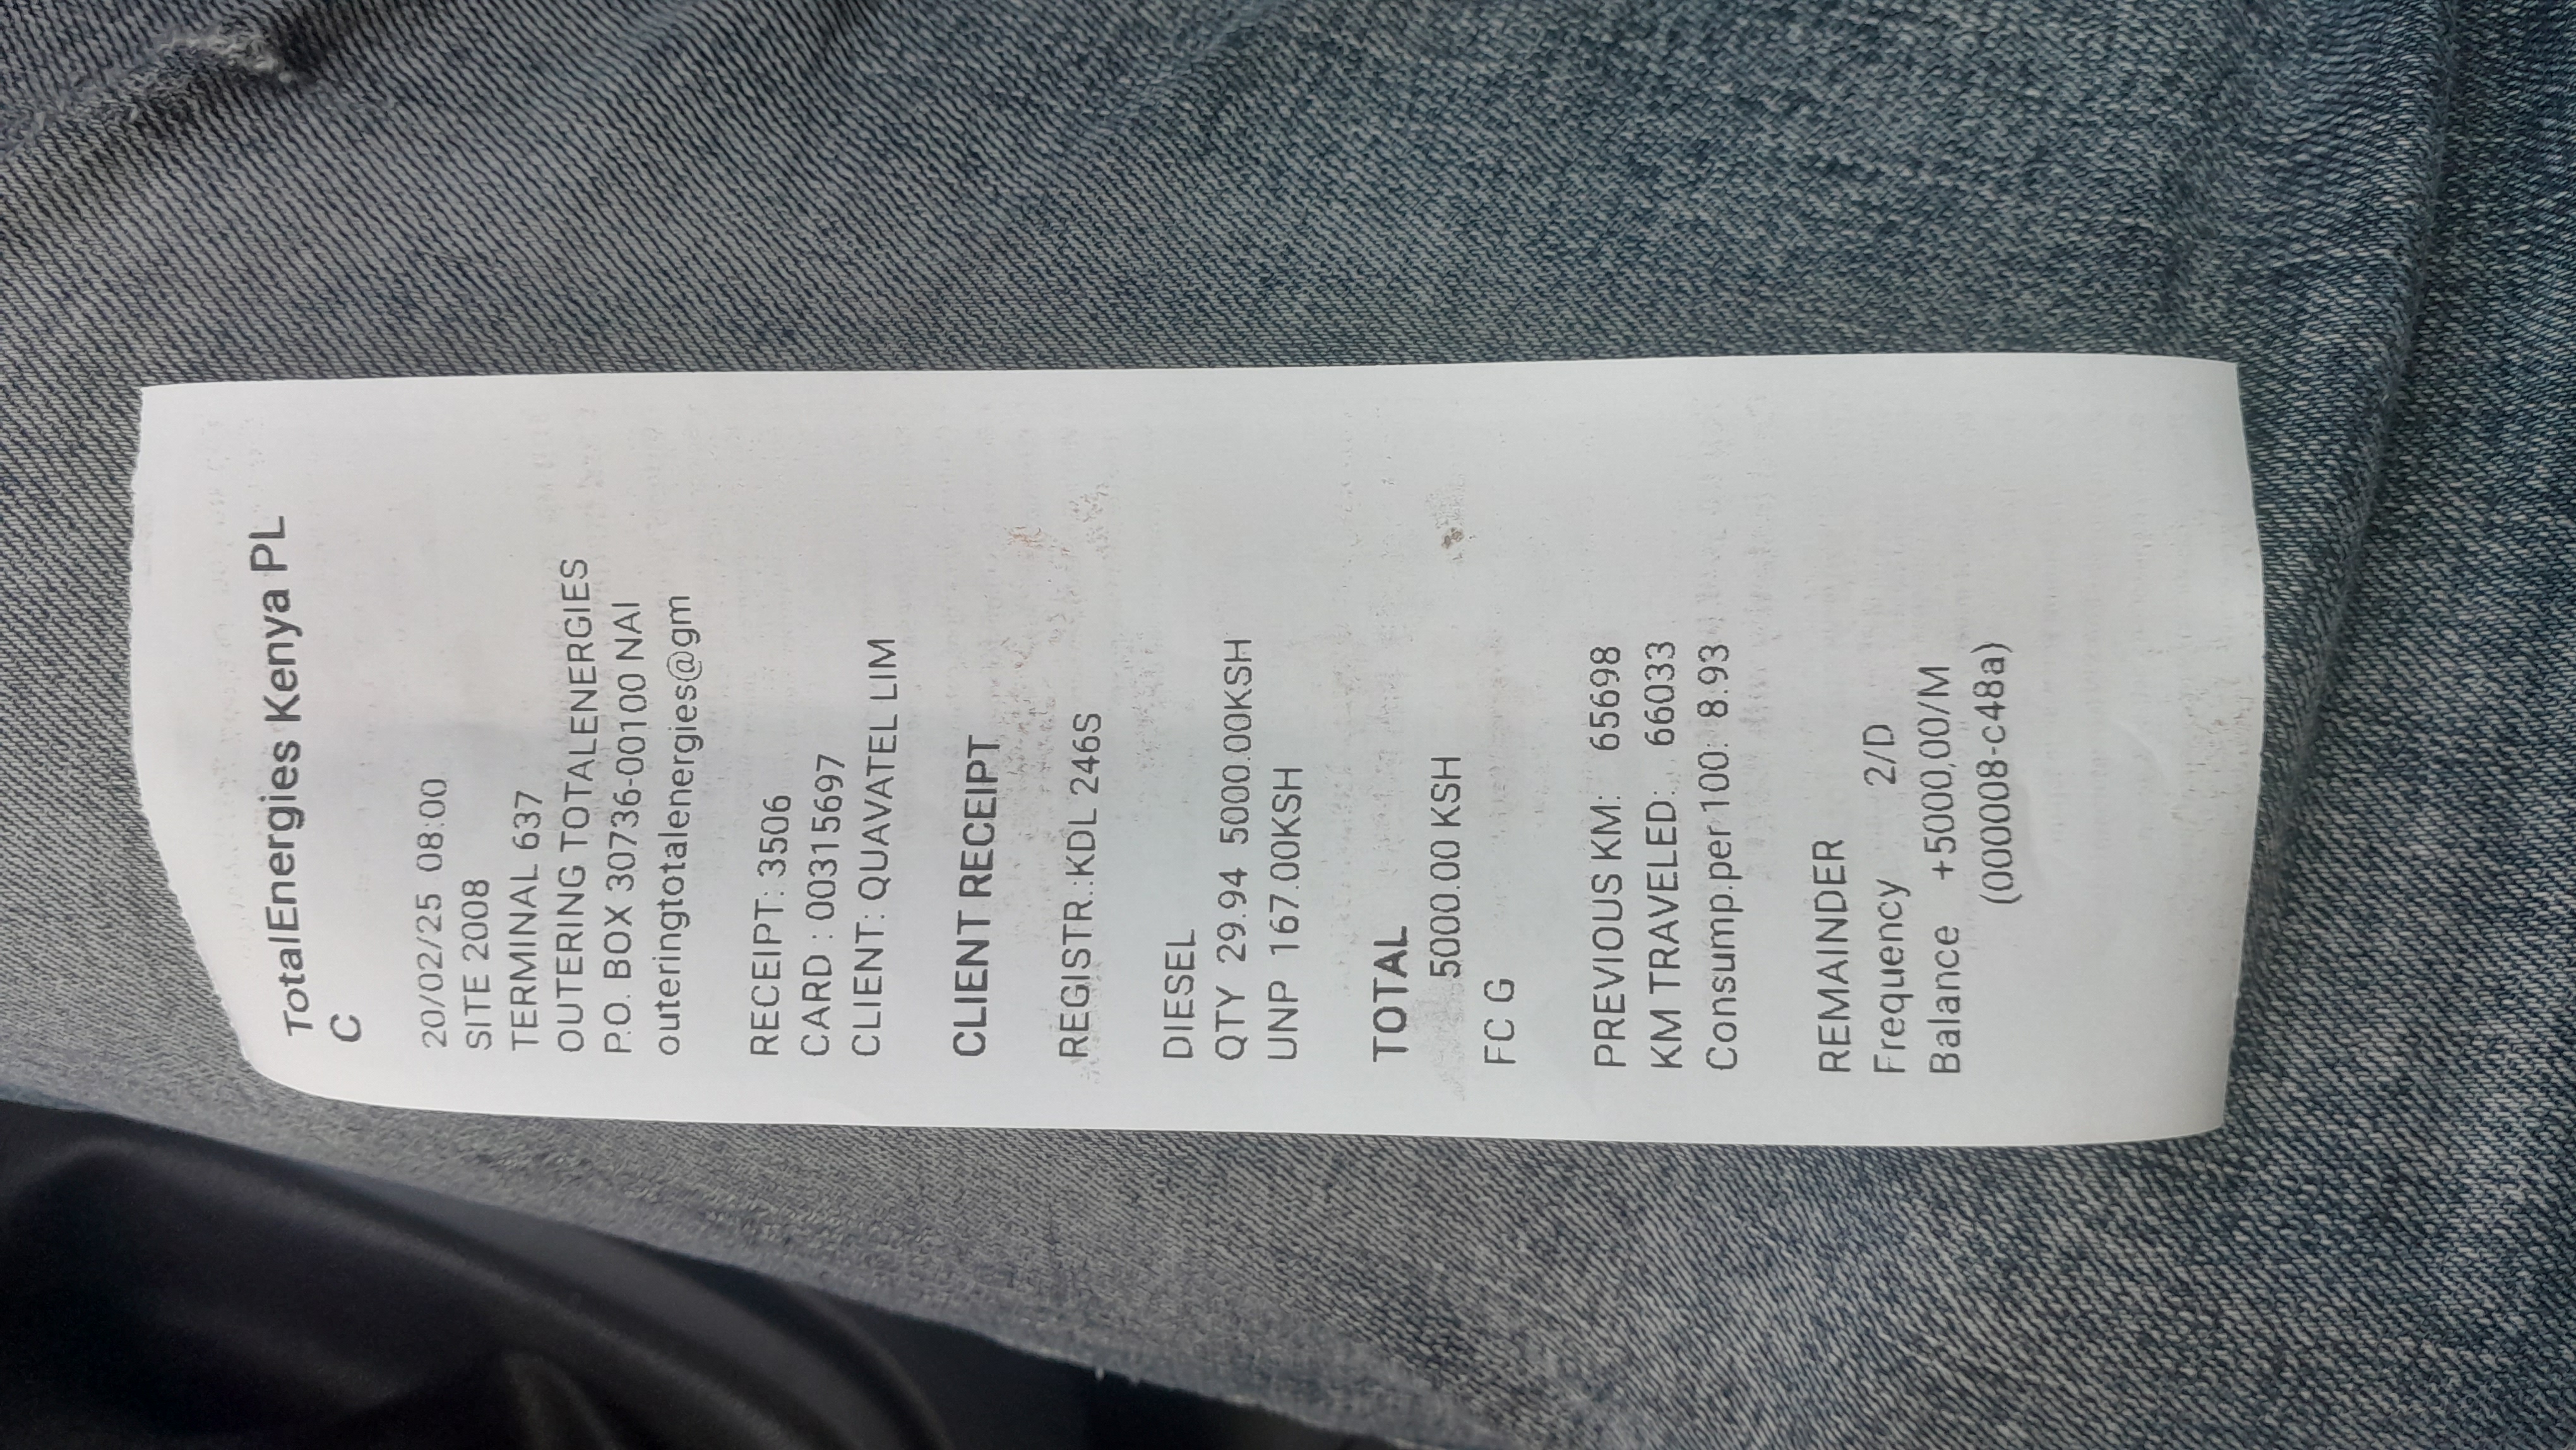 TotalEnergies Kenya PL
C
20/02/25 08:00
SITE 2008
TERMINAL 637
OUTERING TOTALENERGIES
P.O. BOX 30736-00100 NAI
outeringtotalenergies@gm
RECEIPT: 3506
CARD : 00315697
CLIENT: QUAVATEL LIM
CLIENT RECEIPT
REGISTR.:KDL 246S
DIESEL
QTY 29.94 5000.00KSH
UNP 167.00KSH
TOTAL
5000.00 KSH
FC G
PREVIOUS KM: 65698
KM TRAVELED: 66033
Consump.per 100: 8.93
REMAINDER
Frequency 2/D
Balance +5000,00/M
(000008-c48a)